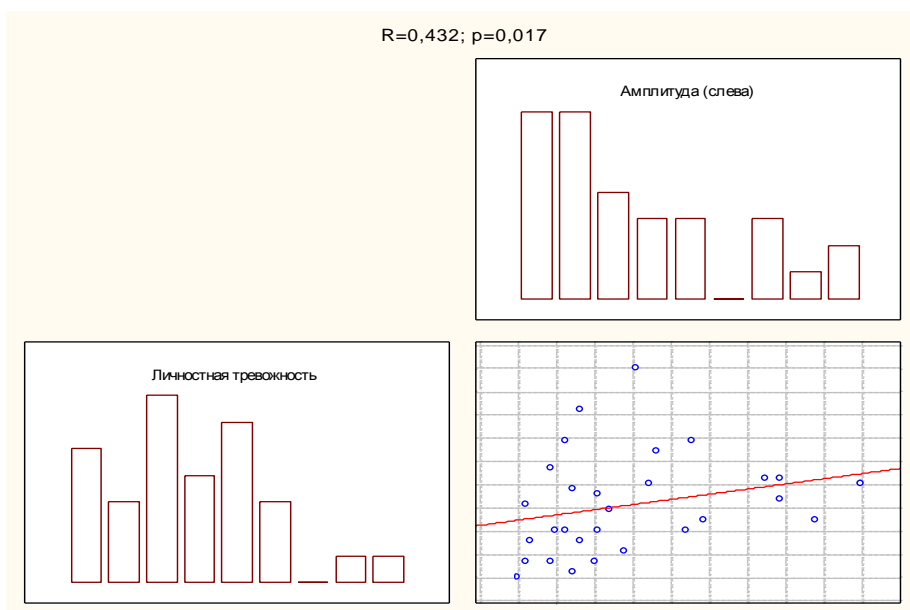 R=0,432; p=0,017
Амплитуда (слева)
Личностная тревожность